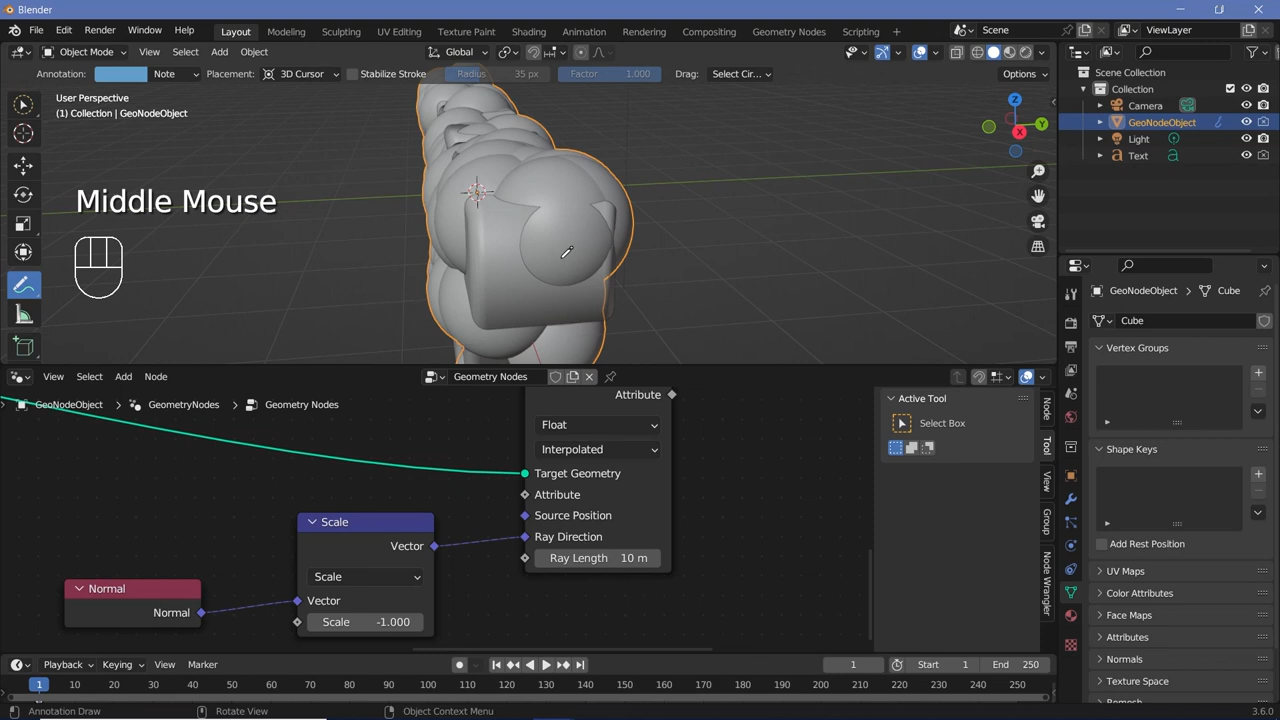 Blender
File Edit Render Window Help
Layout Modeling Sculpting UV Editing Texture Paint Shading Animation Rendering Compositing Geometry Nodes Scripting +
Scene
ViewLayer
Object Mode View Select Add Object
Global
Annotation: Note Placement: 3D Cursor Stabilize Stroke Radius 35 px Factor 1.000 Drag: Select Cir...
Options
User Perspective
(1) Collection | GeoNodeObject
Middle Mouse
Z
Y
X
Scene Collection
Collection
Camera
GeoNodeObject
Light
Text
GeoNodeObject > Cube
Cube
Vertex Groups
Shape Keys
Add Rest Position
UV Maps
Color Attributes
Face Maps
Attributes
Normals
Texture Space
Remesh
View Select Add Node
Geometry Nodes
GeoNodeObject > GeometryNodes > Geometry Nodes
Attribute
Float
Interpolated
Target Geometry
Attribute
Source Position
Ray Direction
Ray Length 10 m
Scale
Vector
Scale
Vector
Scale -1.000
Normal
Normal
Active Tool
Select Box
Node
Tool
View
Group
Node Wrangler
Playback Keying View Marker
1
Start 1
End 250
1 10 20 30 40 50 60 70 80 90 100 110 120 130 140 150 160 170 180 190 200 210 220 230 240 250
Annotation Draw Rotate View Object Context Menu
3.6.0